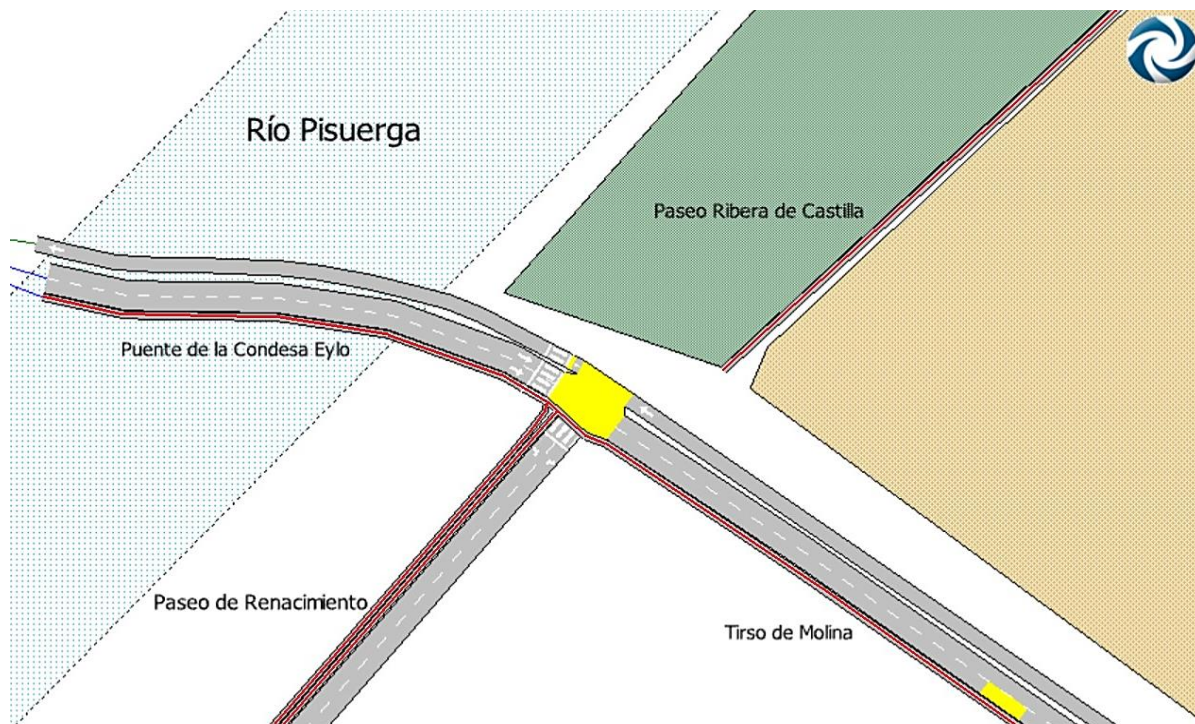 Río Pisuerga
Paseo Ribera de Castilla
Puente de la Condesa Eylo
Paseo de Renacimiento
Tirso de Molina